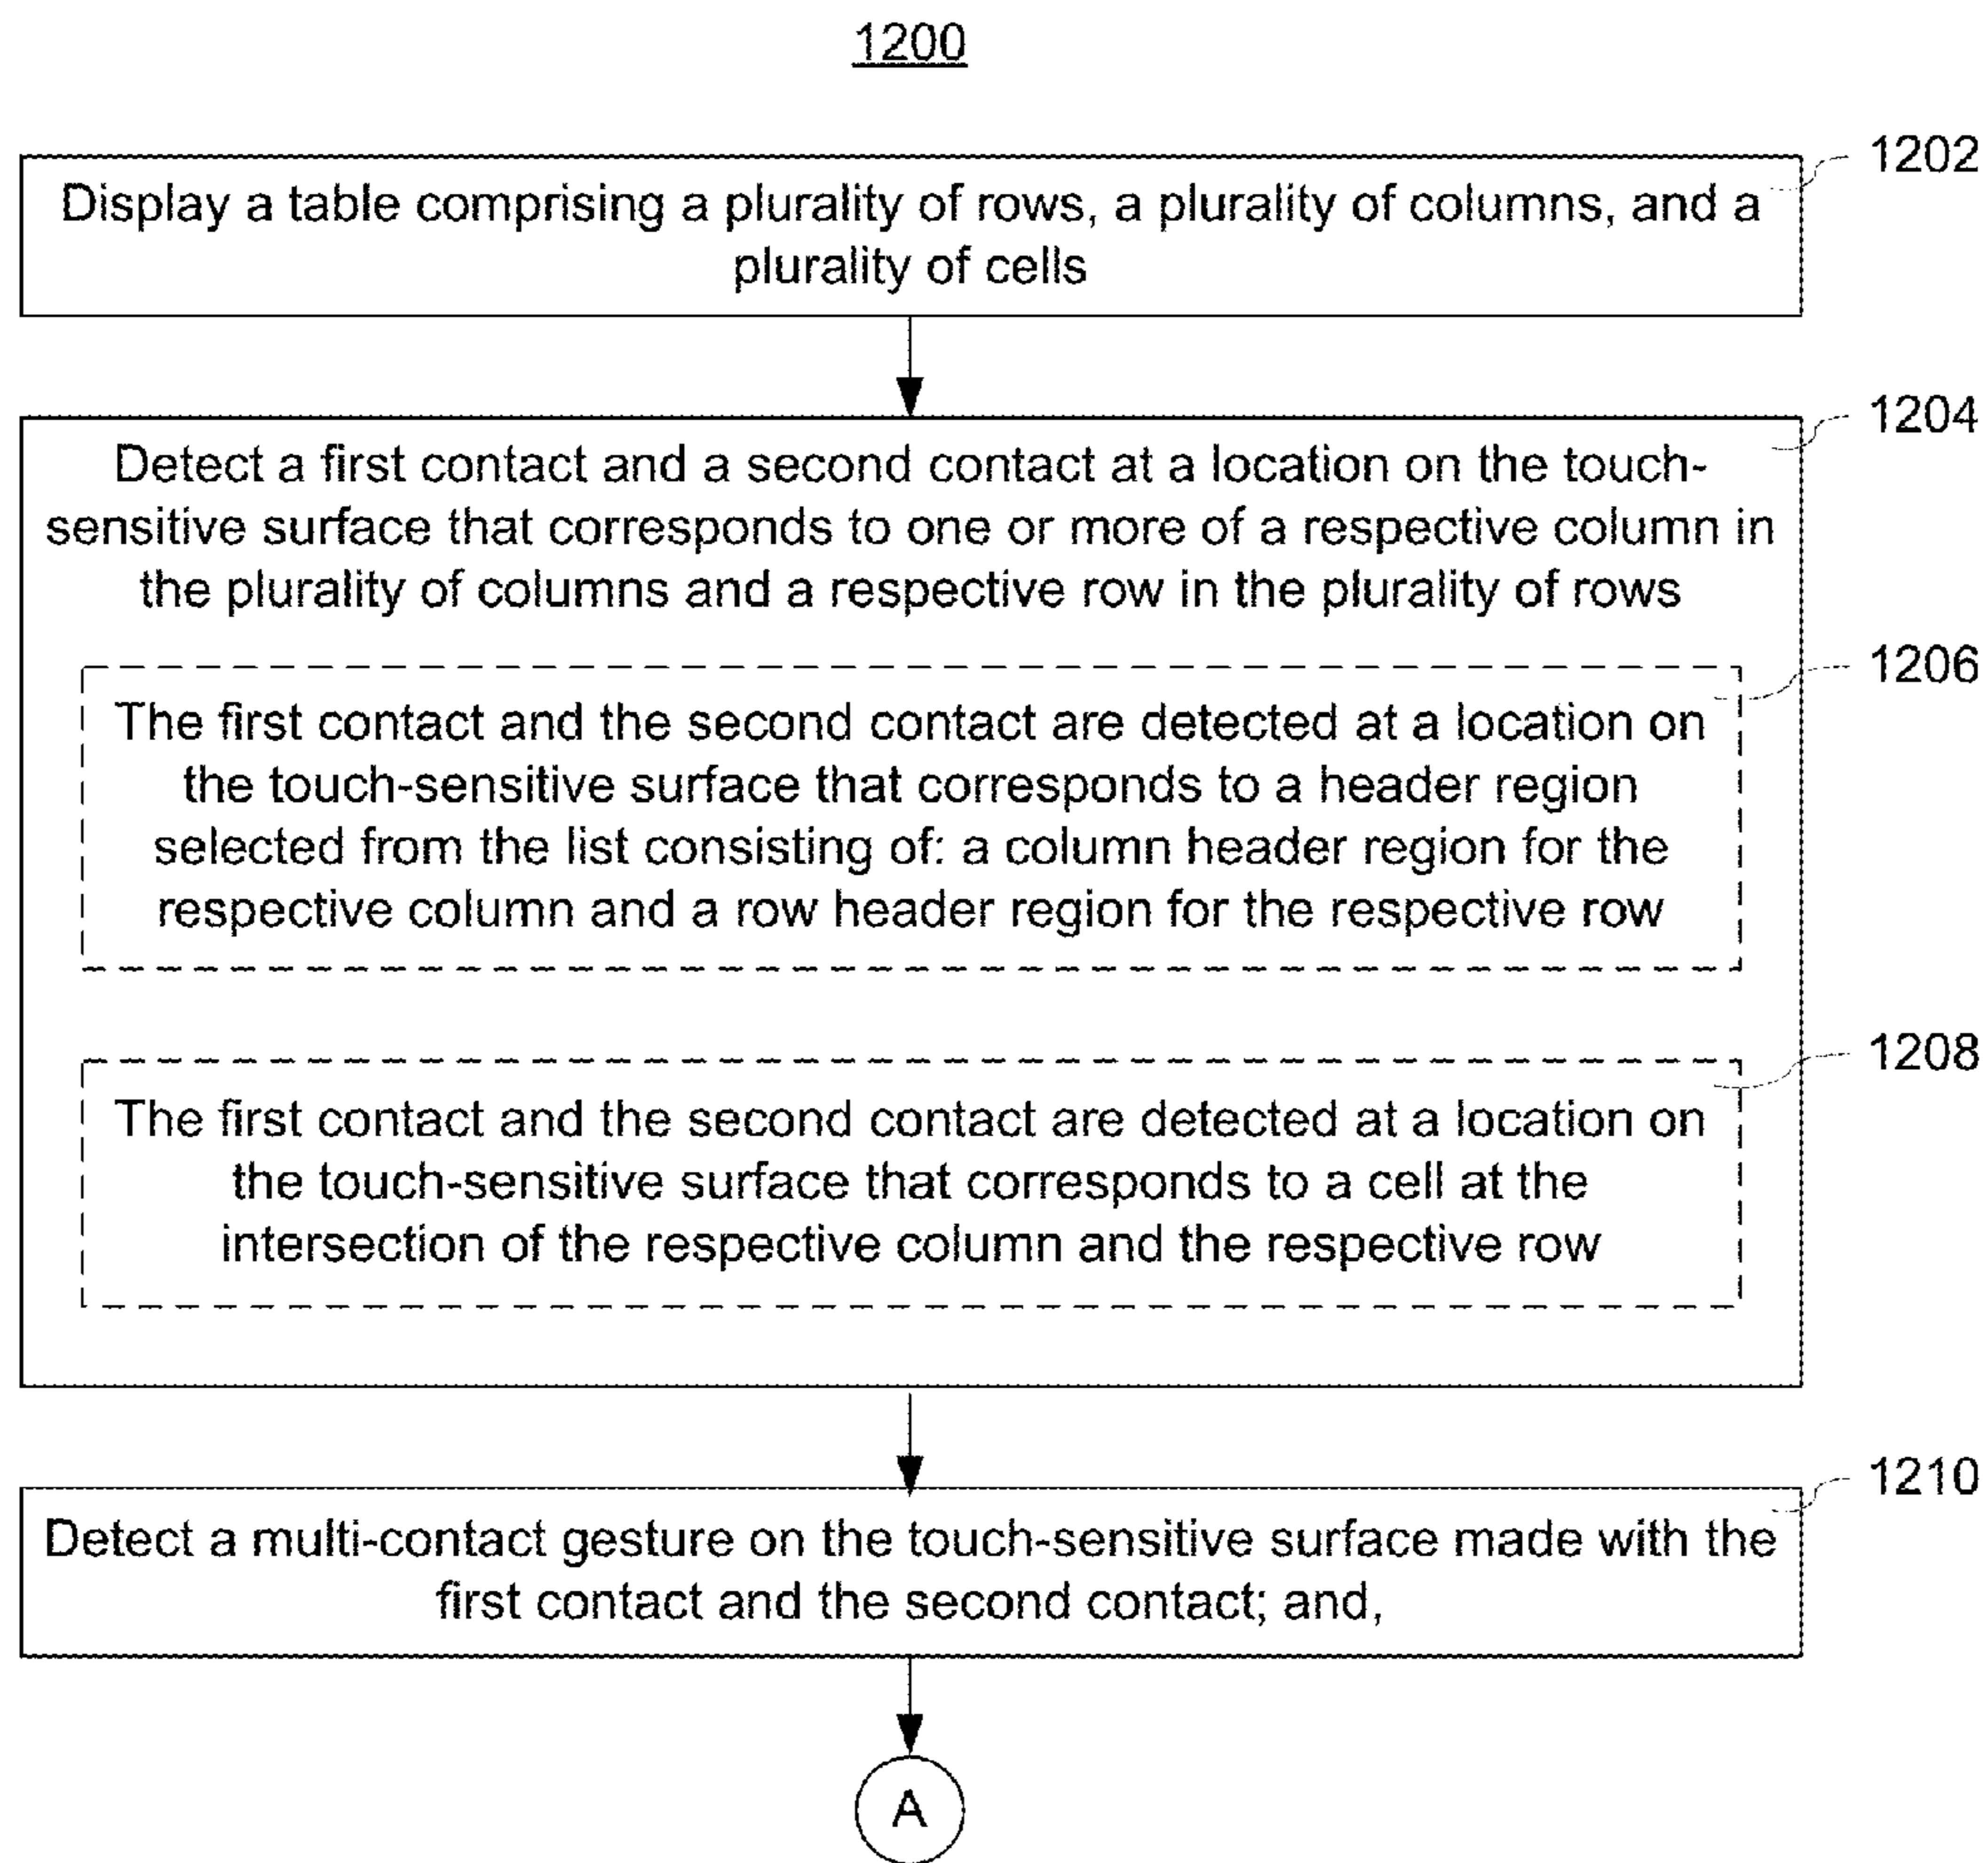 1200
1202
Display a table comprising a plurality of rows, a plurality of columns, and a
plurality of cells
1204
Detect a first contact and a second contact at a location on the touch-
sensitive surface that corresponds to one or more of a respective column in
the plurality of columns and a respective row in the plurality of rows
1206
The first contact and the second contact are detected at a location on
the touch-sensitive surface that corresponds to a header region
selected from the list consisting of: a column header region for the
respective column and a row header region for the respective row
1208
The first contact and the second contact are detected at a location on
the touch-sensitive surface that corresponds to a cell at the
intersection of the respective column and the respective row
1210
Detect a multi-contact gesture on the touch-sensitive surface made with the
first contact and the second contact; and,
A